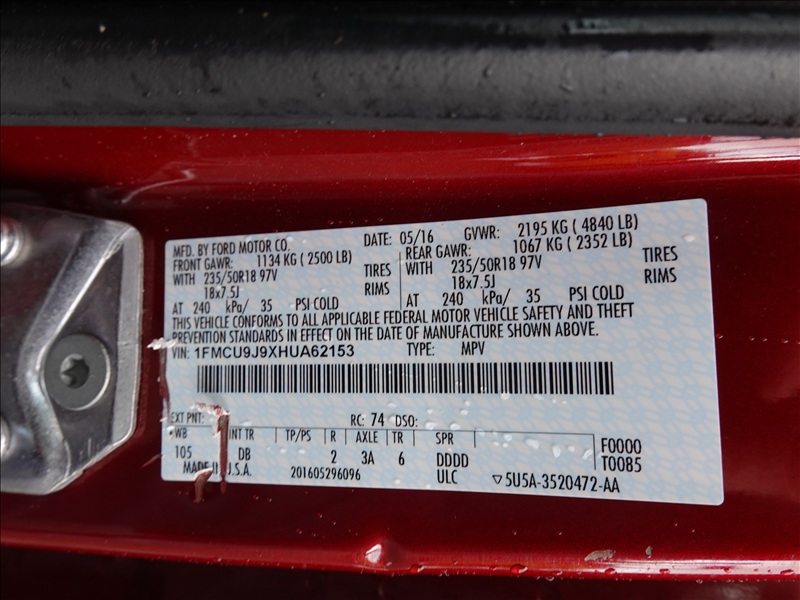 MFD. BY FORD MOTOR CO. DATE: 05/16 GVWR: 2195 KG ( 4840 LB)
FRONT GAWR: 1134 KG ( 2500 LB) REAR GAWR: 1067 KG ( 2352 LB)
WITH 235/50R18 97V TIRES WITH 235/50R18 97V TIRES
18x7.5J RIMS 18x7.5J RIMS
AT 240 kPa/ 35 PSI COLD AT 240 kPa/ 35 PSI COLD
THIS VEHICLE CONFORMS TO ALL APPLICABLE FEDERAL MOTOR VEHICLE SAFETY AND THEFT
PREVENTION STANDARDS IN EFFECT ON THE DATE OF MANUFACTURE SHOWN ABOVE.
VIN: 1FMCU9J9XHUA62153 TYPE: MPV
EXT PNT: RC: 74 DSO:
WB INT TR TP/PS R AXLE TR SPR F0000
105 DB 2 3A 6 DDDD T0085
MADE U.S.A. 201605296096 ULC ▽5U5A-3520472-AA